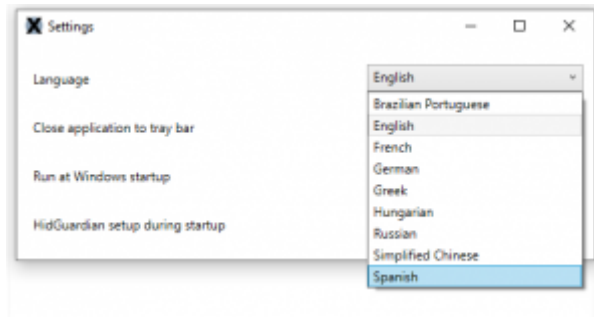 Settings
Language
English
Brazilian Portuguese
English
Close application to tray bar
French
German
Run at Windows startup
Greek
Hungarian
HidGuardian setup during startup
Russian
Simplified Chinese
Spanish